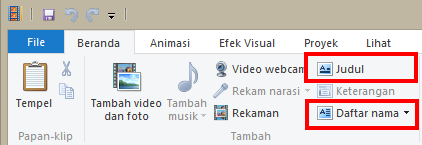 File Beranda Animasi Efek Visual Proyek Lihat
Tempel
Papan-klip
Tambah video
dan foto
Tambah
musik
Video webcam
Rekam narasi
Rekaman
Judul
Keterangan
Daftar nama
Tambah